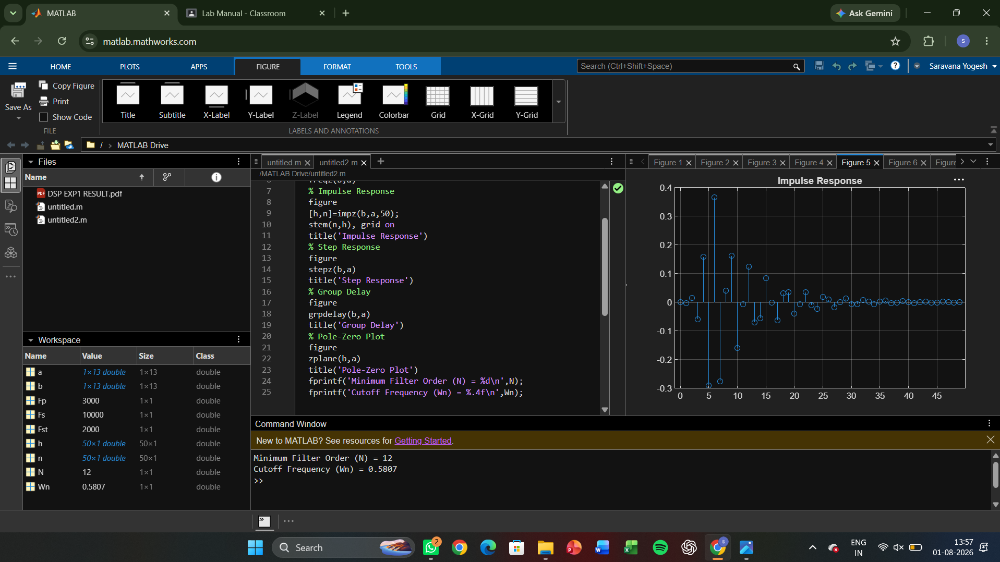 MATLAB
Lab Manual - Classroom
Ask Gemini
matlab.mathworks.com
S
HOME
PLOTS
APPS
FIGURE
FORMAT
TOOLS
Search (Ctrl+Shift+Space)
Saravana Yogesh
Save As
Copy Figure
Print
Show Code
FILE
Title
Subtitle
X-Label
Y-Label
Z-Label
Legend
Colorbar
Grid
X-Grid
Y-Grid
LABELS AND ANNOTATIONS
/ › MATLAB Drive
Files
Name
PDF DSP EXP1 RESULT.pdf
untitled.m
untitled2.m
Workspace
Name Value Size Class
a 1×13 double 1×13 double
b 1×13 double 1×13 double
Fp 3000 1×1 double
Fs 10000 1×1 double
Fst 2000 1×1 double
h 50×1 double 50×1 double
n 50×1 double 50×1 double
N 12 1×1 double
Wn 0.5807 1×1 double
untitled.m
untitled2.m
/MATLAB Drive/untitled2.m
7 % Impulse Response
8 figure
9 [h,n]=impz(b,a,50);
10 stem(n,h), grid on
11 title('Impulse Response')
12 % Step Response
13 figure
14 stepz(b,a)
15 title('Step Response')
16 % Group Delay
17 figure
18 grpdelay(b,a)
19 title('Group Delay')
20 % Pole-Zero Plot
21 figure
22 zplane(b,a)
23 title('Pole-Zero Plot')
24 fprintf('Minimum Filter Order (N) = %d\n',N);
25 fprintf('Cutoff Frequency (Wn) = %.4f\n',Wn);
Figure 1
Figure 2
Figure 3
Figure 4
Figure 5
Figure 6
Figure
Impulse Response
0.4
0.3
0.2
0.1
0
-0.1
-0.2
-0.3
0 5 10 15 20 25 30 35 40 45
Command Window
New to MATLAB? See resources for Getting Started.
Minimum Filter Order (N) = 12
Cutoff Frequency (Wn) = 0.5807
>>
Search
2
ENG
IN
13:57
01-08-2026